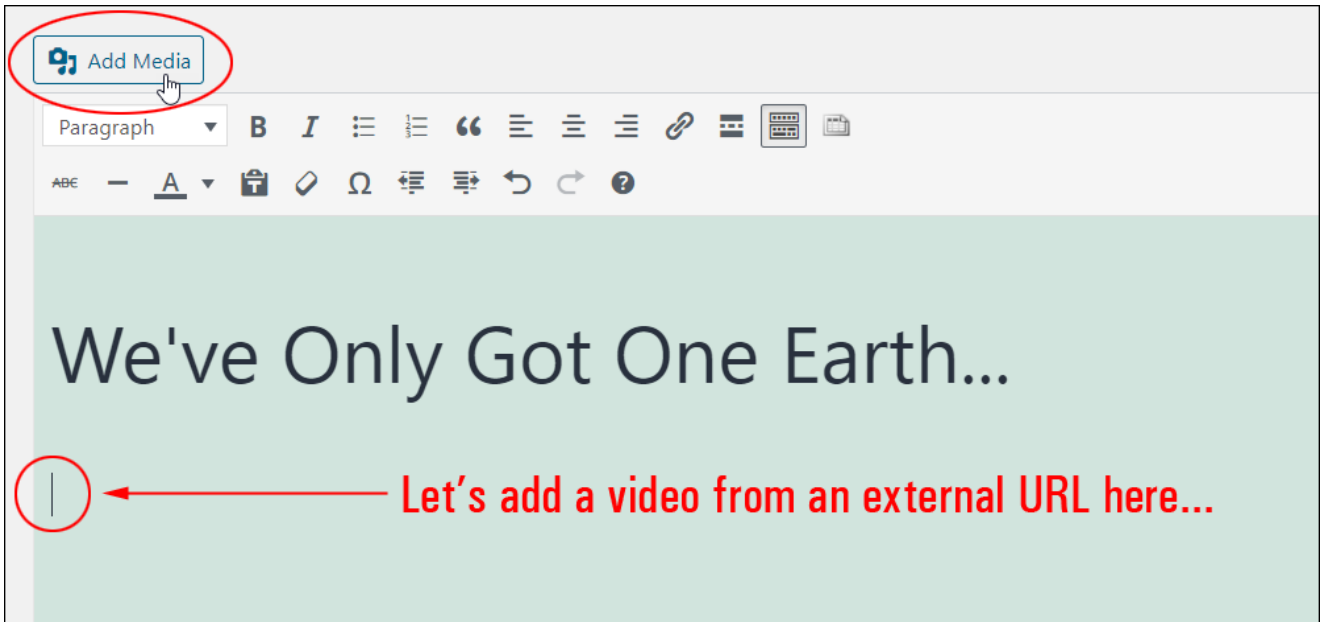 Add Media
Paragraph
B I
ABC A Ω
We've Only Got One Earth...
Let's add a video from an external URL here...